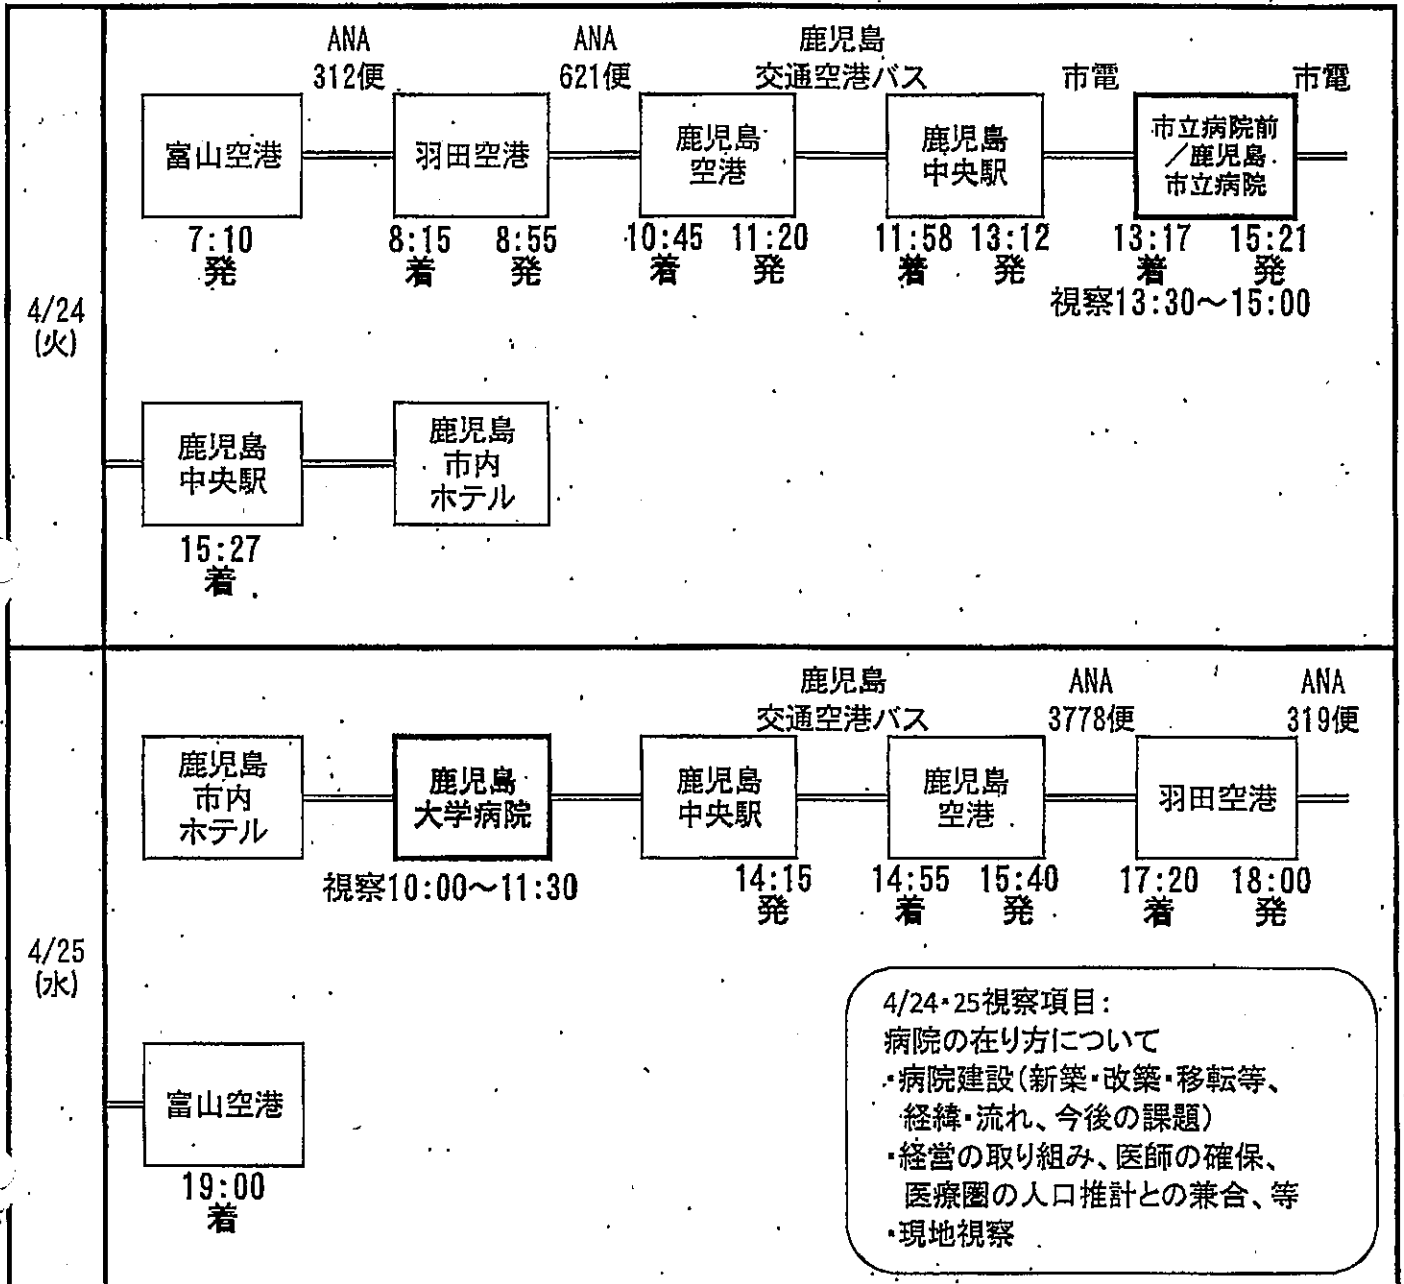 ANA
312便
ANA
621便
鹿児島
交通空港バス
市電
市電
富山空港
羽田空港
鹿児島
空港
鹿児島
中央駅
市立病院前
/鹿児島
市立病院
7:10
発
8:15
着
8:55
発
10:45
着
11:20
発
11:58
着
13:12
発
13:17
着
15:21
発
視察13:30〜15:00
4/24
(火)
鹿児島
中央駅
鹿児島
市内
ホテル
15:27
着
鹿児島
交通空港バス
ANA
3778便
ANA
319便
鹿児島
市内
ホテル
鹿児島
大学病院
鹿児島
中央駅
鹿児島
空港
羽田空港
視察10:00〜11:30
14:15
発
14:55
着
15:40
発
17:20
着
18:00
発
4/25
(水)
富山空港
19:00
着
4/24・25視察項目:
病院の在り方について
・病院建設(新築・改築・移転等、
経緯・流れ、今後の課題)
・経営の取り組み、医師の確保、
医療圏の人口推計との兼合、等
・現地視察